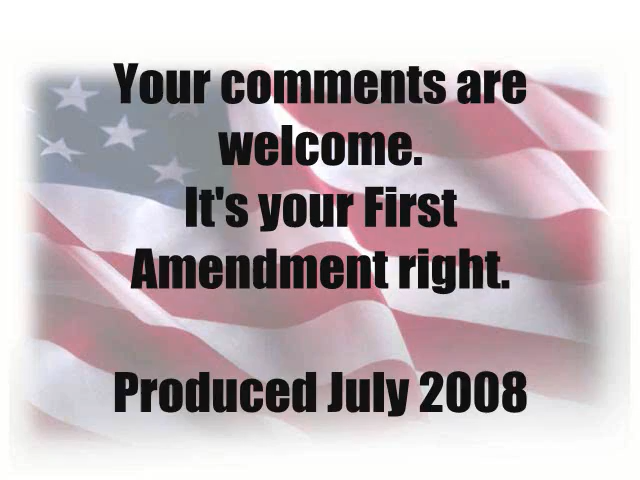 Your comments are
welcome.
It's your First
Amendment right.
Produced July 2008